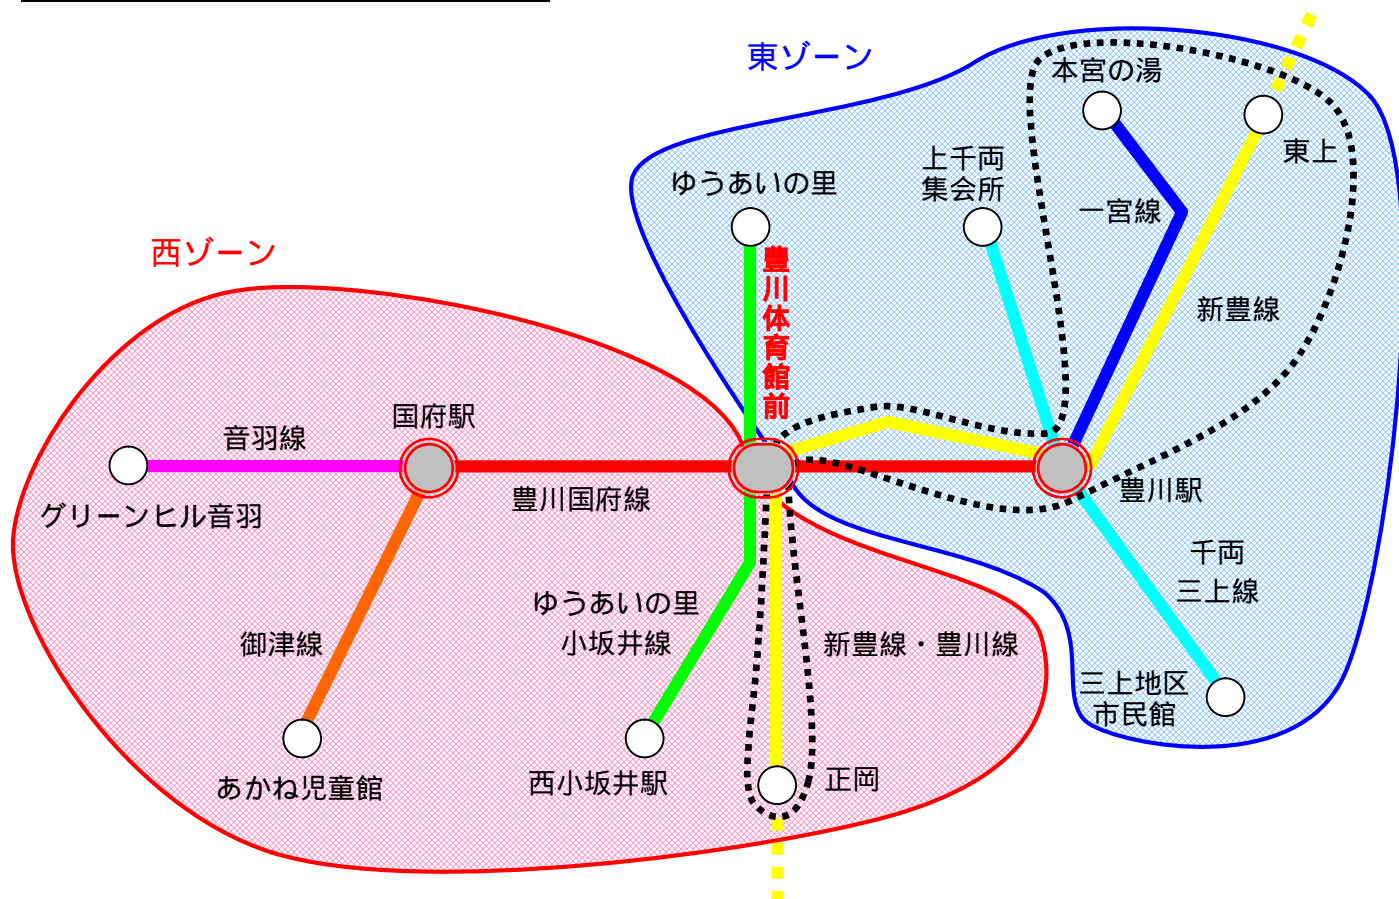 東ゾーン
本宮の湯
東上
上千両
集会所
ゆうあいの里
一宮線
西ゾーン
豊川体育館前
新豊線
国府駅
音羽線
豊川国府線
豊川駅
グリーンヒル音羽
千両
三上線
ゆうあいの里
小坂井線
御津線
新豊線・豊川線
三上地区
市民館
あかね児童館
西小坂井駅
正岡